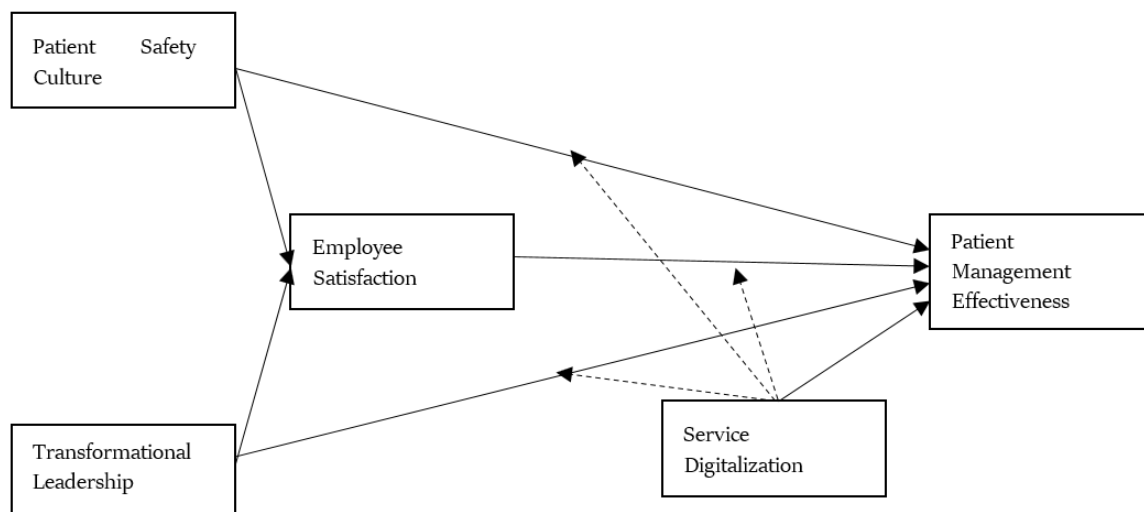 Patient Safety
Culture
Employee
Satisfaction
Patient
Management
Effectiveness
Transformational
Leadership
Service
Digitalization